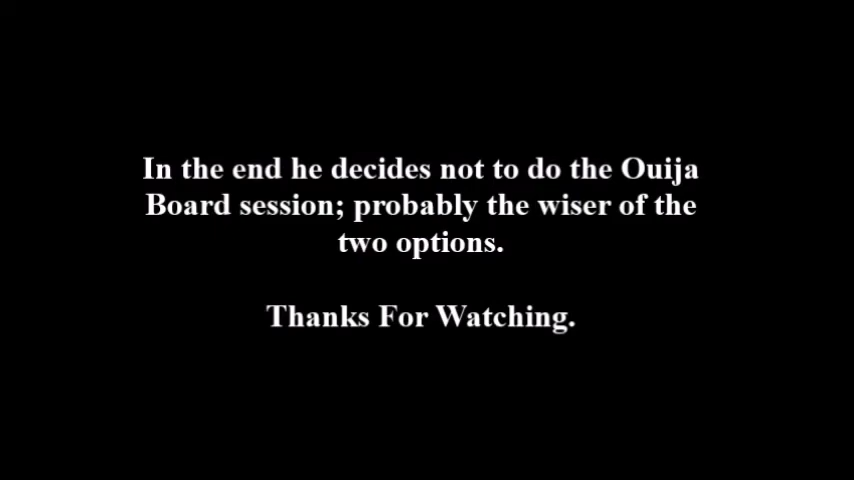 In the end he decides not to do the Ouija
Board session; probably the wiser of the
two options.
Thanks For Watching.